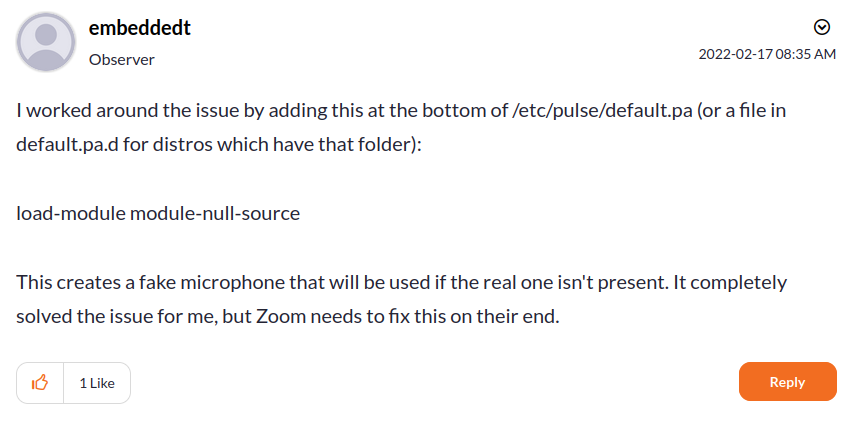 embeddedt
Observer
2022-02-17 08:35 AM
I worked around the issue by adding this at the bottom of /etc/pulse/default.pa (or a file in
default.pa.d for distros which have that folder):
load-module module-null-source
This creates a fake microphone that will be used if the real one isn't present. It completely
solved the issue for me, but Zoom needs to fix this on their end.
1 Like
Reply